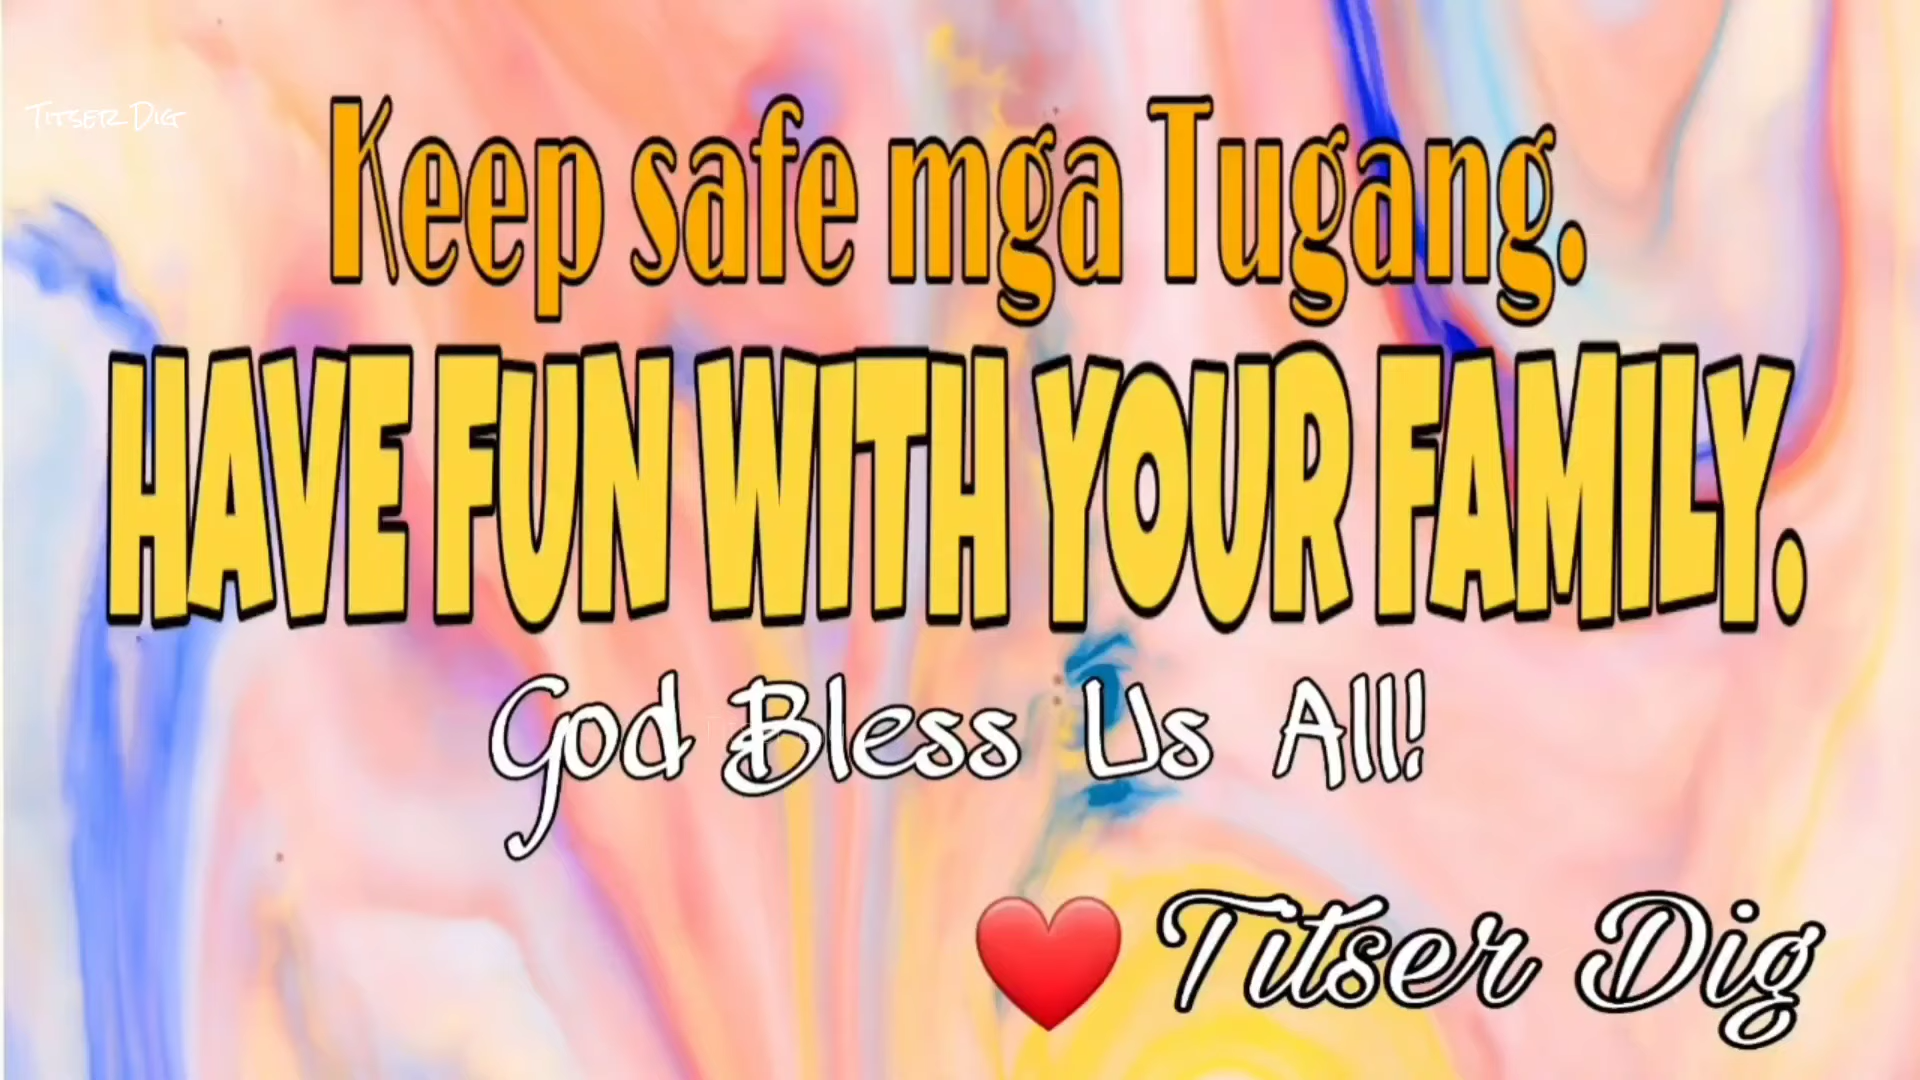 Titser Dig
Keep safe mga Tugang.
HAVE FUN WITH YOUR FAMILY.
God Bless Us All!
❤ Titser Dig